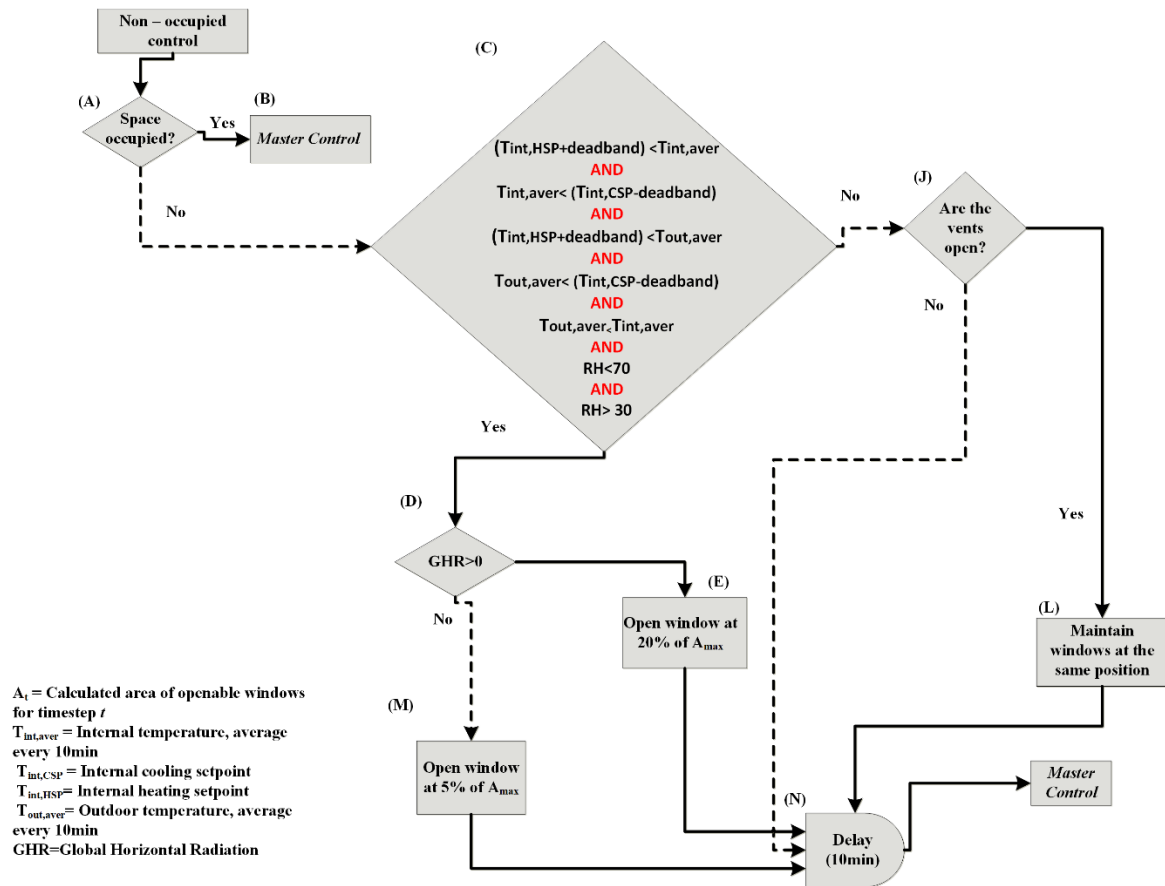 Non – occupied
control
(A)
Space
occupied?
Yes
(B)
Master Control
No
(C)
(Tint,HSP+deadband) <Tint,aver
AND
Tint,aver< (Tint,CSP-deadband)
AND
(Tint,HSP+deadband) <Tout,aver
AND
Tout,aver< (Tint,CSP-deadband)
AND
Tout,aver<Tint,aver
AND
RH<70
AND
RH> 30
No
(J)
Are the
vents
open?
No
Yes
Yes
(D)
GHR>0
No
(E)
Open window at
20% of Amax
(L)
Maintain
windows at the
same position
(M)
Open window
at 5% of Amax
(N)
Delay
(10min)
Master
Control
At = Calculated area of openable windows
for timestep t
Tint,aver = Internal temperature, average
every 10min
Tint,CSP = Internal cooling setpoint
Tint,HSP= Internal heating setpoint
Tout,aver= Outdoor temperature, average
every 10min
GHR=Global Horizontal Radiation